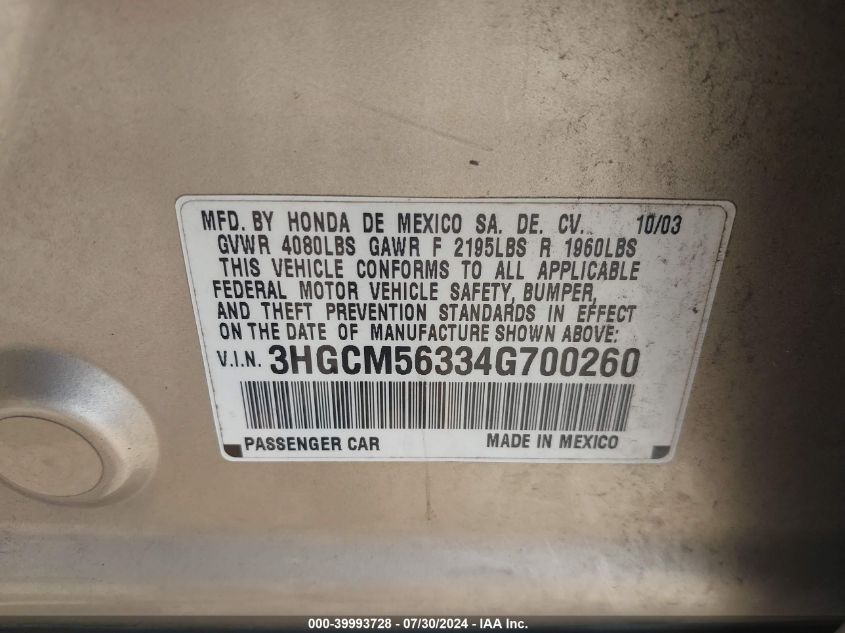 MFD. BY HONDA DE MEXICO SA. DE. CV. 10/03
GVWR 4080LBS GAWR F 2195LBS R 1960LBS
THIS VEHICLE CONFORMS TO ALL APPLICABLE
FEDERAL MOTOR VEHICLE SAFETY, BUMPER,
AND THEFT PREVENTION STANDARDS IN EFFECT
ON THE DATE OF MANUFACTURE SHOWN ABOVE:
V.I.N. 3HGCM56334G700260
PASSENGER CAR MADE IN MEXICO
000-39993728 - 07/30/2024 - IAA Inc.